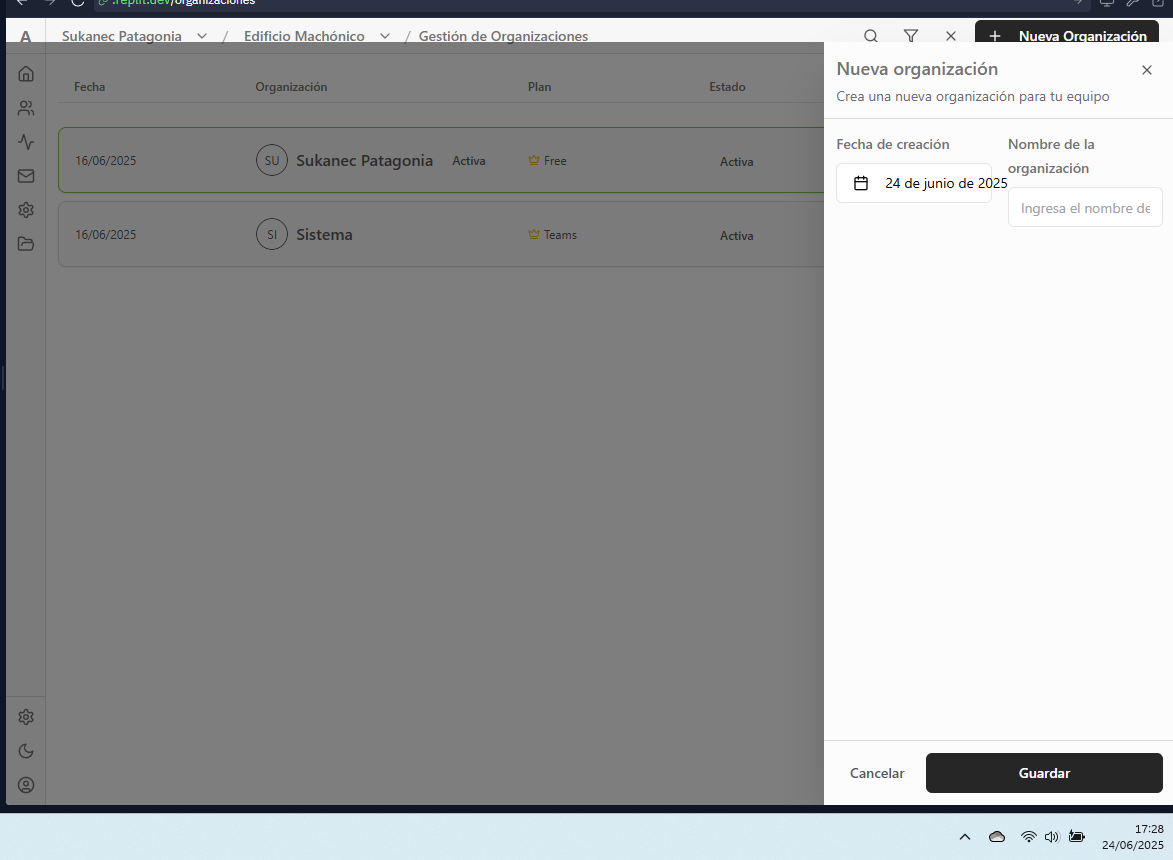 .replit.dev/organizaciones
A Sukanec Patagonia / Edificio Machónico / Gestión de Organizaciones Nueva Organización
Fecha Organización Plan Estado
16/06/2025 SU Sukanec Patagonia Activa Free Activa
16/06/2025 SI Sistema Teams Activa
Nueva organización
Crea una nueva organización para tu equipo
Fecha de creación
24 de junio de 2025
Nombre de la
organización
Ingresa el nombre de
Cancelar Guardar
17:28
24/06/2025